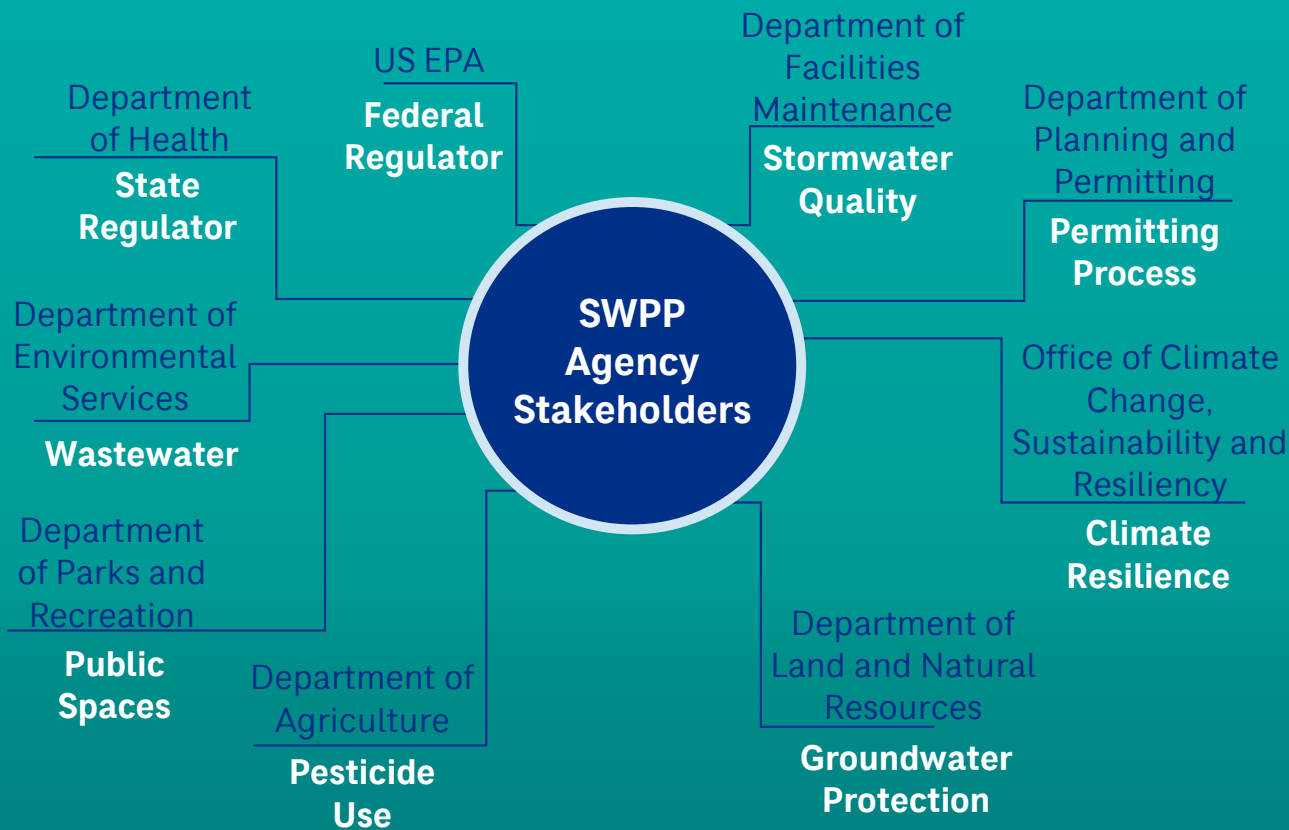 US EPA
Federal
Regulator
Department of
Facilities
Maintenance
Stormwater
Quality
Department
of Health
State
Regulator
Department of
Planning and
Permitting
Permitting
Process
SWPP
Agency
Stakeholders
Department of
Environmental
Services
Wastewater
Office of Climate
Change,
Sustainability and
Resiliency
Climate
Resilience
Department
of Parks and
Recreation
Public
Spaces
Department of
Agriculture
Pesticide
Use
Department of
Land and Natural
Resources
Groundwater
Protection